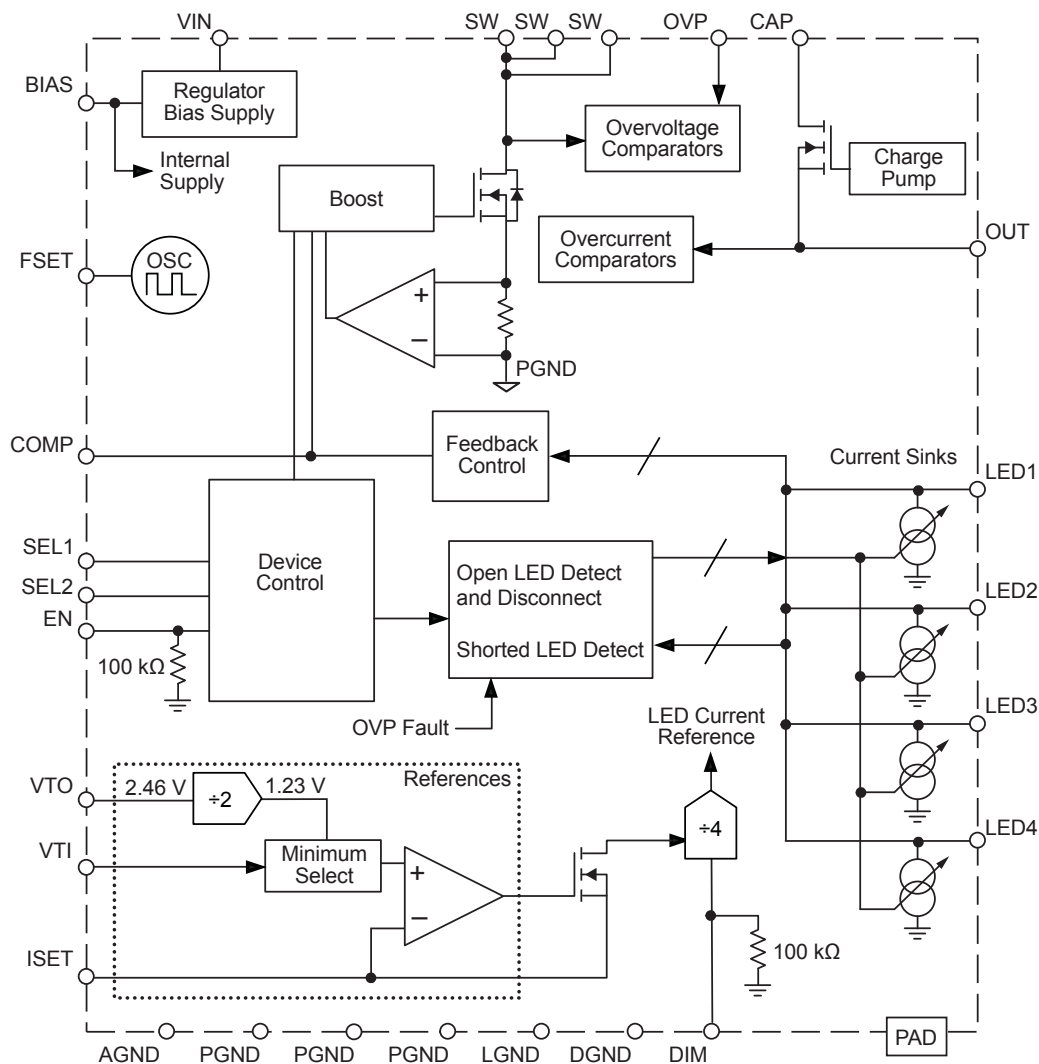 VIN
SW
SW
SW
OVP
CAP
BIAS
Regulator
Bias Supply
Internal
Supply
Overvoltage
Comparators
Charge
Pump
Boost
Overcurrent
Comparators
OUT
FSET
OSC
+
−
PGND
COMP
Feedback
Control
Current Sinks
LED1
SEL1
SEL2
EN
100 kΩ
Device
Control
Open LED Detect
and Disconnect
Shorted LED Detect
LED2
OVP Fault
LED Current
Reference
LED3
References
VTO
2.46 V
÷2
1.23 V
÷4
LED4
VTI
Minimum
Select
+
−
100 kΩ
ISET
AGND
PGND
PGND
PGND
LGND
DGND
DIM
PAD